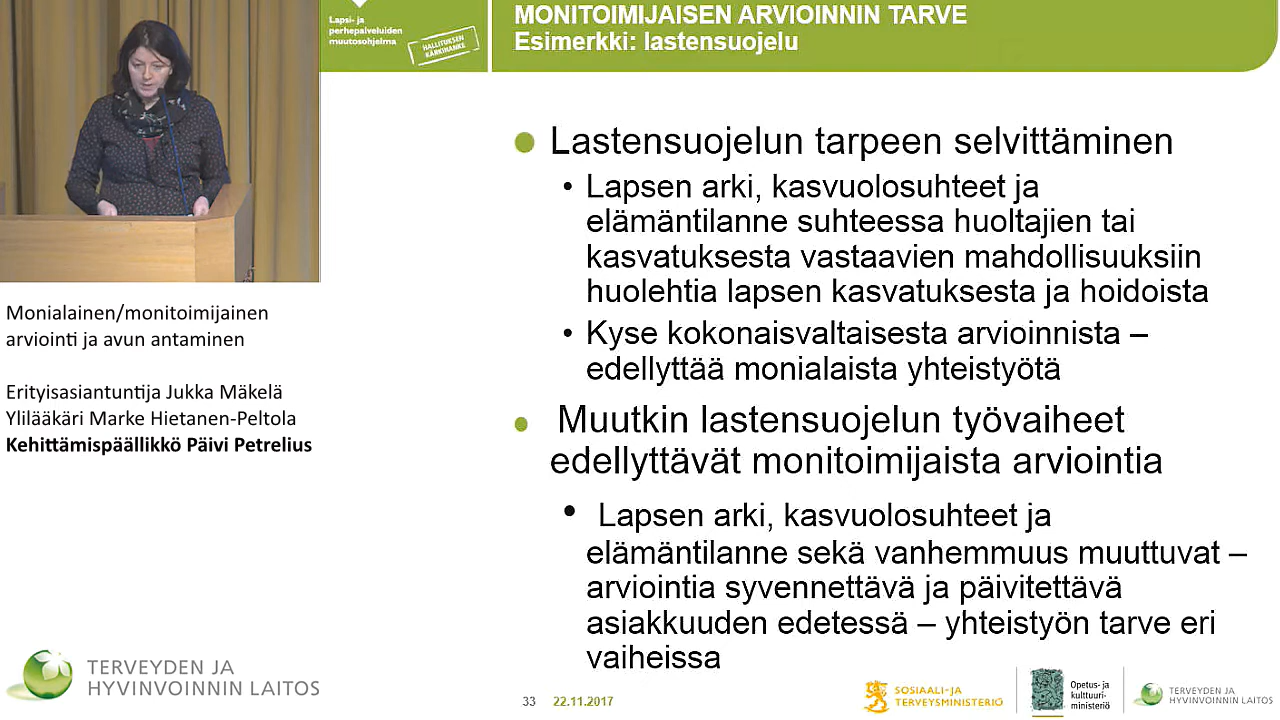 Lapsi- ja
perhepalveluiden
muutosohjelma
HALLITUKSEN
KÄRKIHANKE
MONITOIMIJAISEN ARVIOINNIN TARVE
Esimerkki: lastensuojelu
Lastensuojelun tarpeen selvittäminen
• Lapsen arki, kasvuolosuhteet ja
elämäntilanne suhteessa huoltajien tai
kasvatuksesta vastaavien mahdollisuuksiin
huolehtia lapsen kasvatuksesta ja hoidoista
• Kyse kokonaisvaltaisesta arvioinnista –
edellyttää monialaista yhteistyötä
Muutkin lastensuojelun työvaiheet
edellyttävät monitoimijaista arviointia
• Lapsen arki, kasvuolosuhteet ja
elämäntilanne sekä vanhemmuus muuttuvat –
arviointia syvennettävä ja päivitettävä
asiakkuuden edetessä – yhteistyön tarve eri
vaiheissa
Monialainen/monitoimijainen
arviointi ja avun antaminen
Erityisasiantuntija Jukka Mäkelä
Ylilääkäri Marke Hietanen-Peltola
Kehittämispäällikkö Päivi Petrelius
TERVEYDEN JA
HYVINVOINNIN LAITOS
33 22.11.2017
SOSIAALI- JA
TERVEYSMINISTERIÖ
Opetus- ja
kulttuuri-
ministeriö
TERVEYDEN JA
HYVINVOINNIN LAITOS